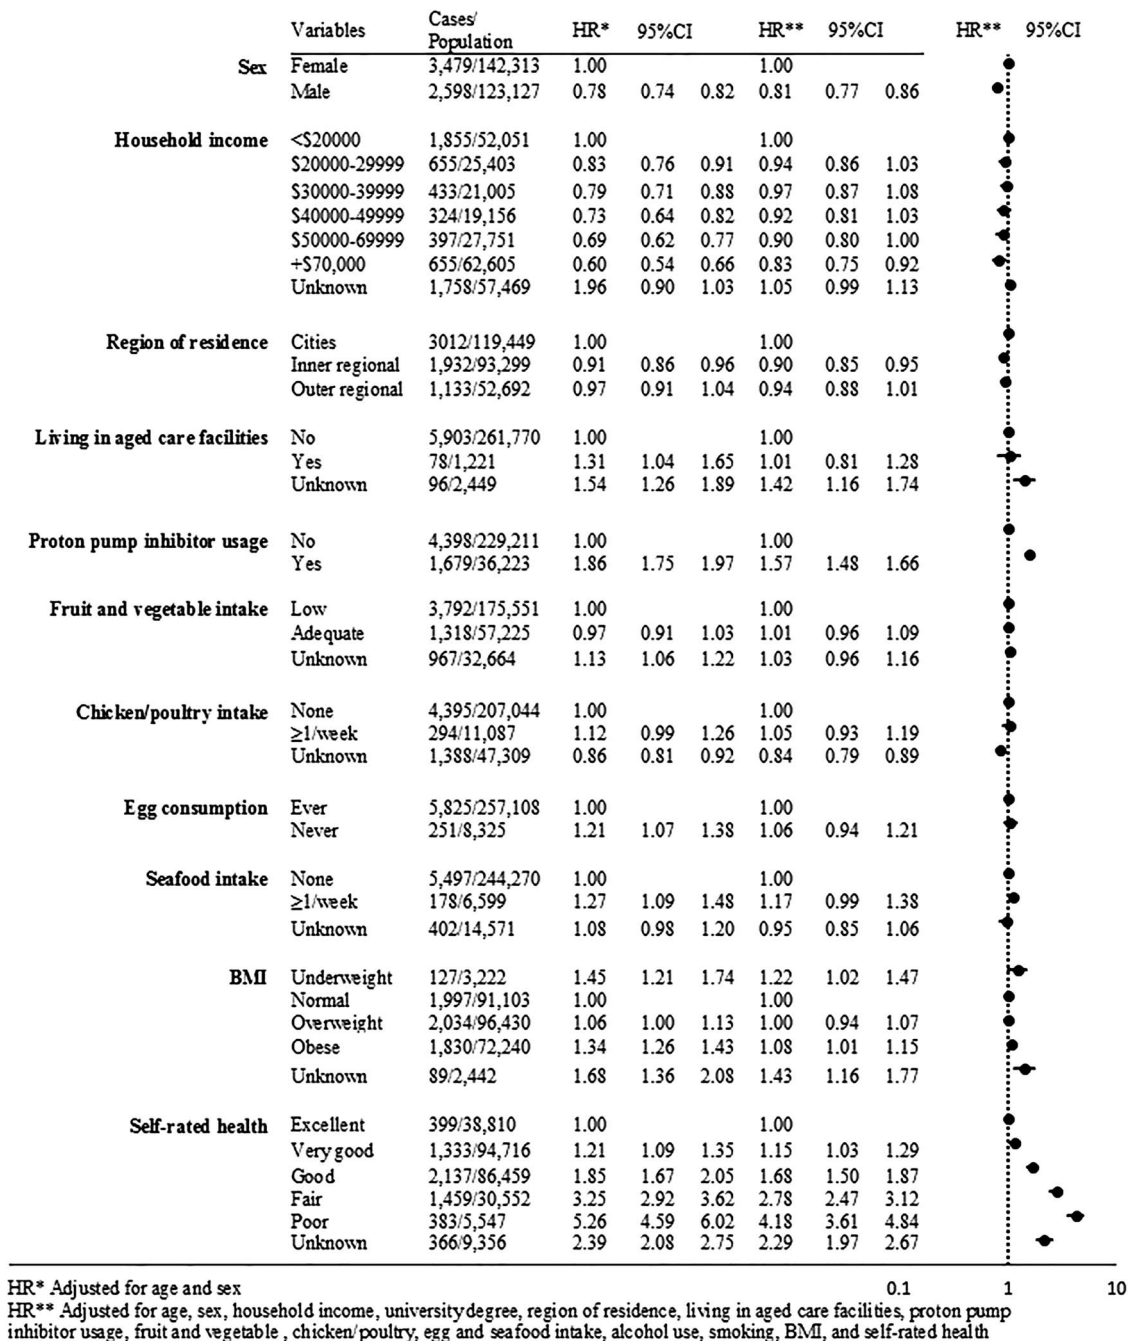 Variables Cases/ Population HR* 95%CI HR** 95%CI HR** 95%CI
Sex Female 3,479/142,313 1.00 1.00
Male 2,598/123,127 0.78 0.74 0.82 0.81 0.77 0.86
Household income <$20000 1,855/52,051 1.00 1.00
$20000-29999 655/25,403 0.83 0.76 0.91 0.94 0.86 1.03
$30000-39999 433/21,005 0.79 0.71 0.88 0.97 0.87 1.08
$40000-49999 324/19,156 0.73 0.64 0.82 0.92 0.81 1.03
$50000-69999 397/27,751 0.69 0.62 0.77 0.90 0.80 1.00
+$70,000 655/62,605 0.60 0.54 0.66 0.83 0.75 0.92
Unknown 1,758/57,469 1.96 0.90 1.03 1.05 0.99 1.13
Region of residence Cities 3012/119,449 1.00 1.00
Inner regional 1,932/93,299 0.91 0.86 0.96 0.90 0.85 0.95
Outer regional 1,133/52,692 0.97 0.91 1.04 0.94 0.88 1.01
Living in aged care facilities No 5,903/261,770 1.00 1.00
Yes 78/1,221 1.31 1.04 1.65 1.01 0.81 1.28
Unknown 96/2,449 1.54 1.26 1.89 1.42 1.16 1.74
Proton pump inhibitor usage No 4,398/229,211 1.00 1.00
Yes 1,679/36,223 1.86 1.75 1.97 1.57 1.48 1.66
Fruit and vegetable intake Low 3,792/175,551 1.00 1.00
Adequate 1,318/57,225 0.97 0.91 1.03 1.01 0.96 1.09
Unknown 967/32,664 1.13 1.06 1.22 1.03 0.96 1.16
Chicken/poultry intake None 4,395/207,044 1.00 1.00
≥1/week 294/11,087 1.12 0.99 1.26 1.05 0.93 1.19
Unknown 1,388/47,309 0.86 0.81 0.92 0.84 0.79 0.89
Egg consumption Ever 5,825/257,108 1.00 1.00
Never 251/8,325 1.21 1.07 1.38 1.06 0.94 1.21
Seafood intake None 5,497/244,270 1.00 1.00
≥1/week 178/6,599 1.27 1.09 1.48 1.17 0.99 1.38
Unknown 402/14,571 1.08 0.98 1.20 0.95 0.85 1.06
BMI Underweight 127/3,222 1.45 1.21 1.74 1.22 1.02 1.47
Normal 1,997/91,103 1.00 1.00
Overweight 2,034/96,430 1.06 1.00 1.13 1.00 0.94 1.07
Obese 1,830/72,240 1.34 1.26 1.43 1.08 1.01 1.15
Unknown 89/2,442 1.68 1.36 2.08 1.43 1.16 1.77
Self-rated health Excellent 399/38,810 1.00 1.00
Very good 1,333/94,716 1.21 1.09 1.35 1.15 1.03 1.29
Good 2,137/86,459 1.85 1.67 2.05 1.68 1.50 1.87
Fair 1,459/30,552 3.25 2.92 3.62 2.78 2.47 3.12
Poor 383/5,547 5.26 4.59 6.02 4.18 3.61 4.84
Unknown 366/9,356 2.39 2.08 2.75 2.29 1.97 2.67
HR* Adjusted for age and sex 0.1 1 10
HR** Adjusted for age, sex, household income, university degree, region of residence, living in aged care facilities, proton pump
inhibitor usage, fruit and vegetable , chicken/poultry, egg and seafood intake, alcohol use, smoking, BMI, and self-rated health